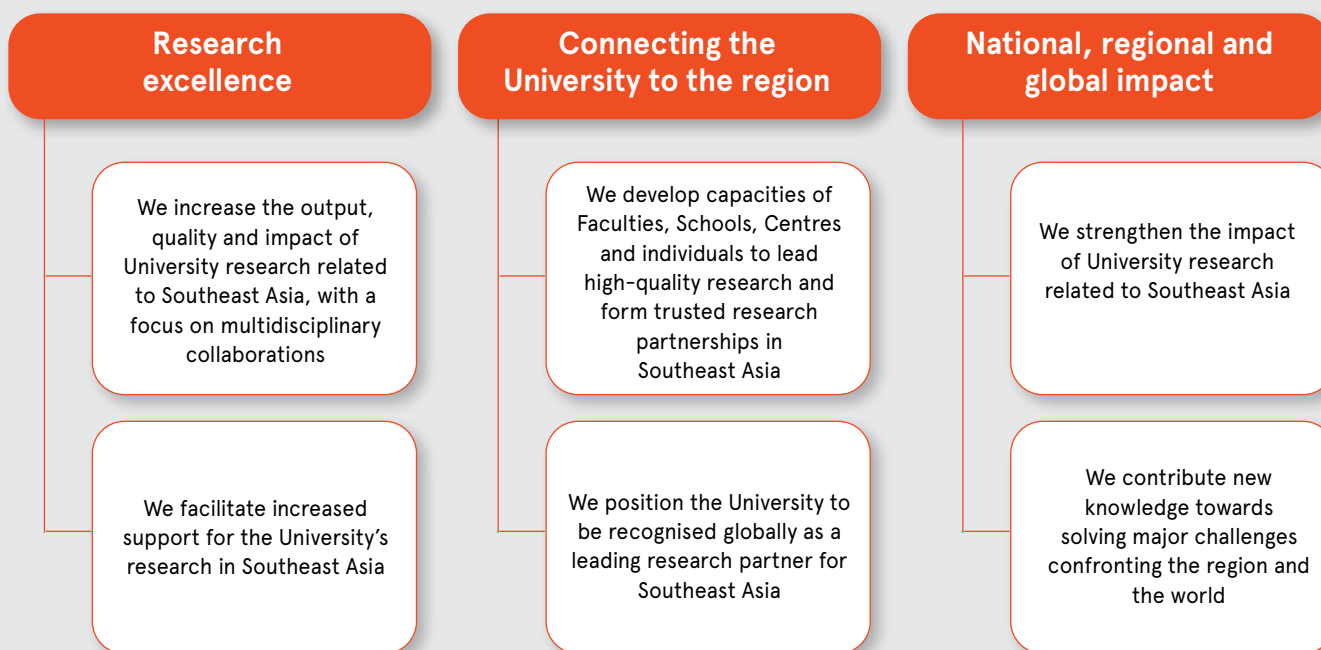 Research
excellence
We increase the output,
quality and impact of
University research related
to Southeast Asia, with a
focus on multidisciplinary
collaborations
We facilitate increased
support for the University’s
research in Southeast Asia
Connecting the
University to the region
We develop capacities of
Faculties, Schools, Centres
and individuals to lead
high-quality research and
form trusted research
partnerships in
Southeast Asia
We position the University to
be recognised globally as a
leading research partner for
Southeast Asia
National, regional and
global impact
We strengthen the impact
of University research
related to Southeast Asia
We contribute new
knowledge towards
solving major challenges
confronting the region and
the world